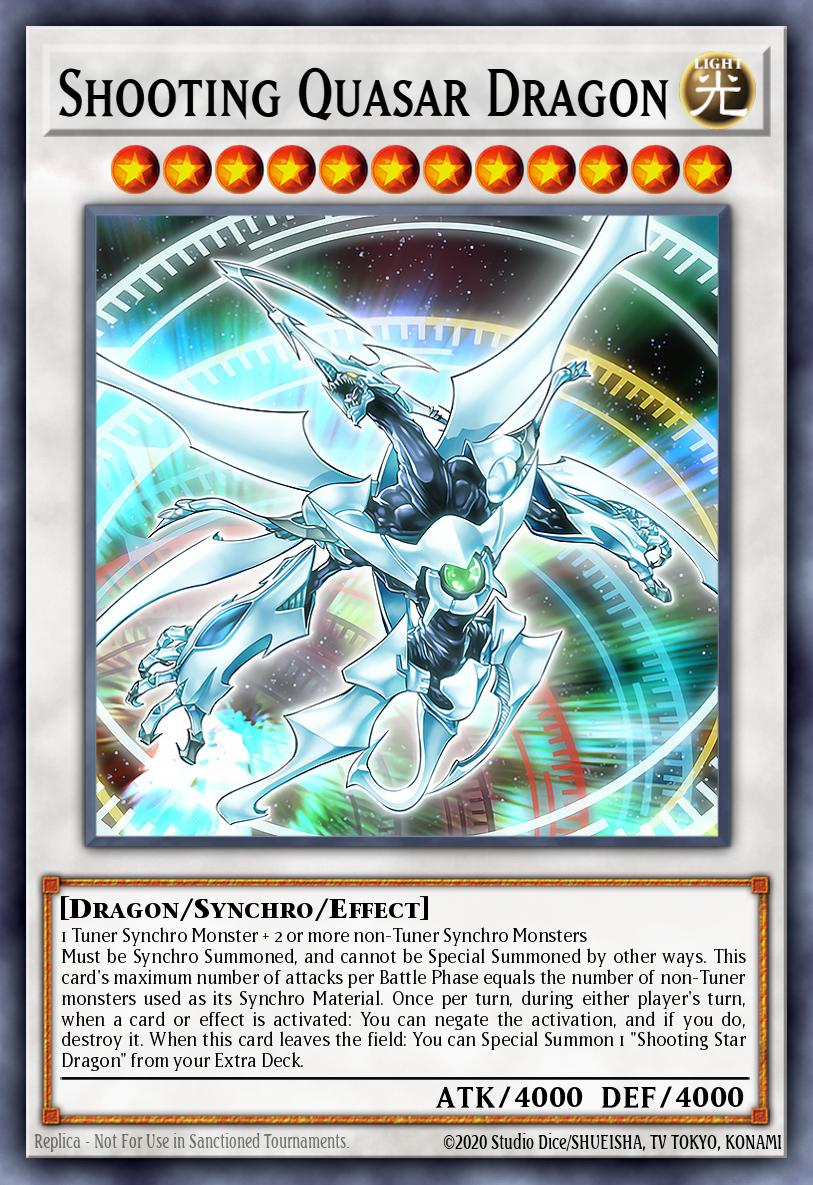 Shooting Quasar Dragon
LIGHT
光
[Dragon/Synchro/Effect]
1 Tuner Synchro Monster + 2 or more non-Tuner Synchro Monsters
Must be Synchro Summoned, and cannot be Special Summoned by other ways. This
card's maximum number of attacks per Battle Phase equals the number of non-Tuner
monsters used as its Synchro Material. Once per turn, during either player's turn,
when a card or effect is activated: You can negate the activation, and if you do,
destroy it. When this card leaves the field: You can Special Summon 1 "Shooting Star
Dragon" from your Extra Deck.
ATK/4000 DEF/4000
Replica - Not For Use in Sanctioned Tournaments.
©2020 Studio Dice/SHUEISHA, TV TOKYO, KONAMI